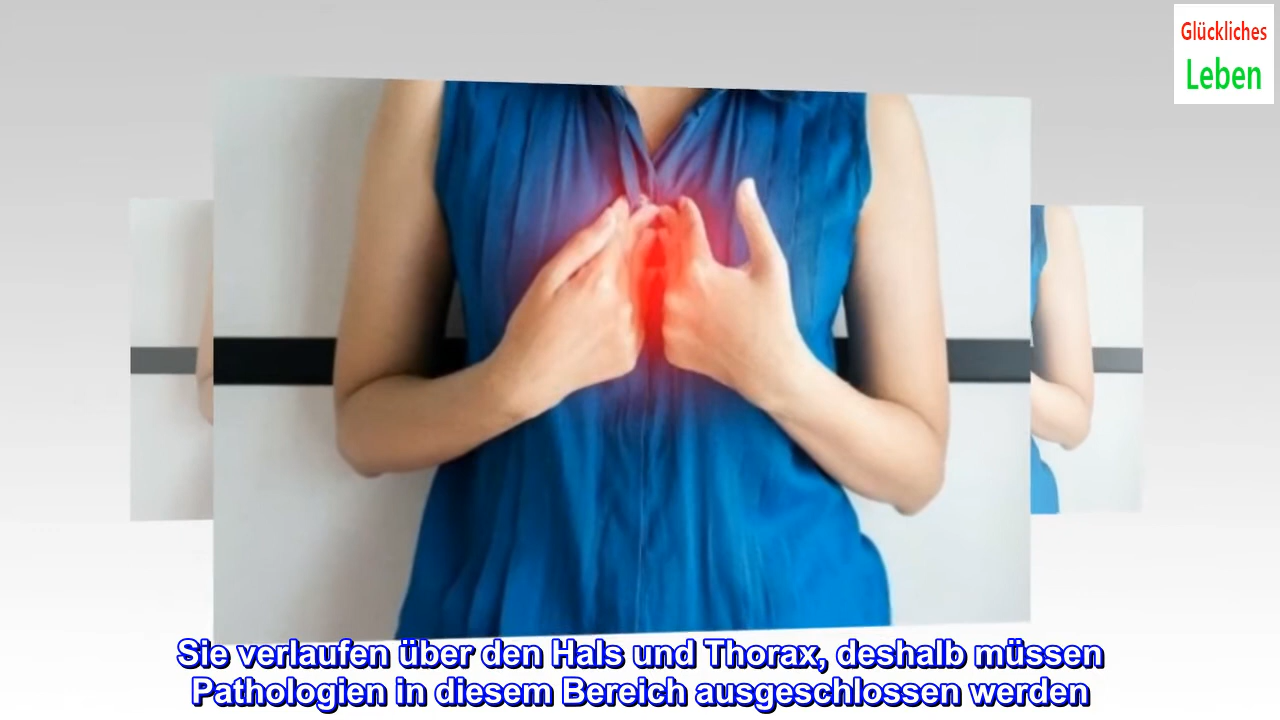 Glückliches
Leben
Sie verlaufen über den Hals und Thorax, deshalb müssen
Pathologien in diesem Bereich ausgeschlossen werden